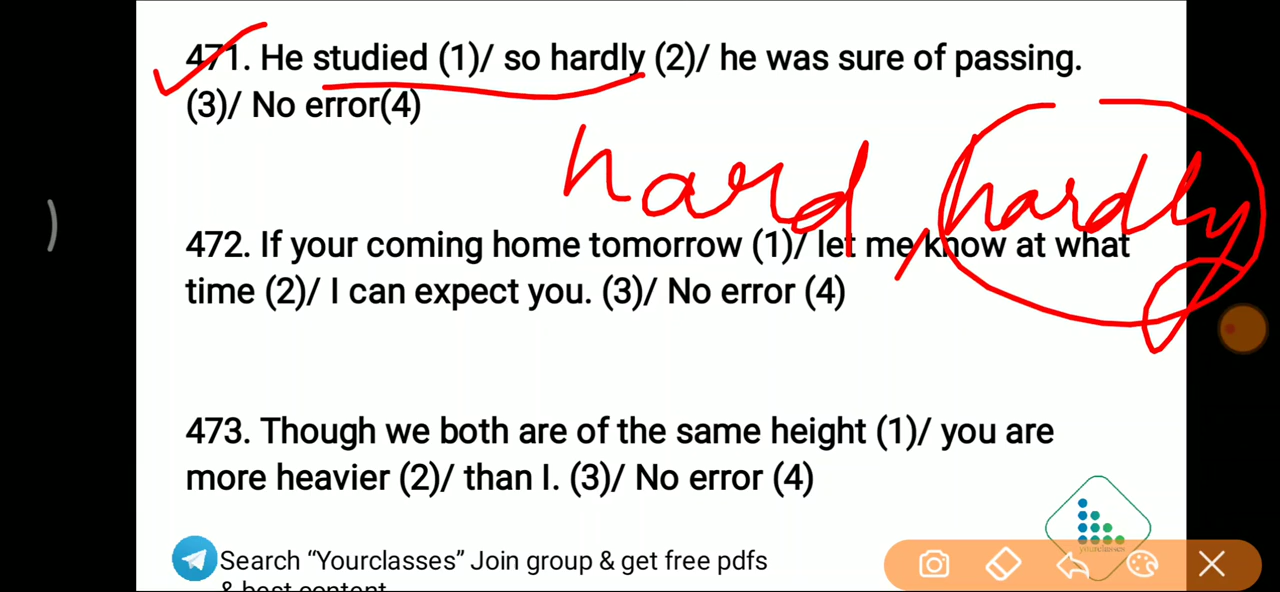 471. He studied (1)/ so hardly (2)/ he was sure of passing.
(3)/ No error(4)
hard, hardly
472. If your coming home tomorrow (1)/ let me know at what
time (2)/ I can expect you. (3)/ No error (4)
473. Though we both are of the same height (1)/ you are
more heavier (2)/ than I. (3)/ No error (4)
yourclasses
Search “Yourclasses” Join group & get free pdfs
& best content